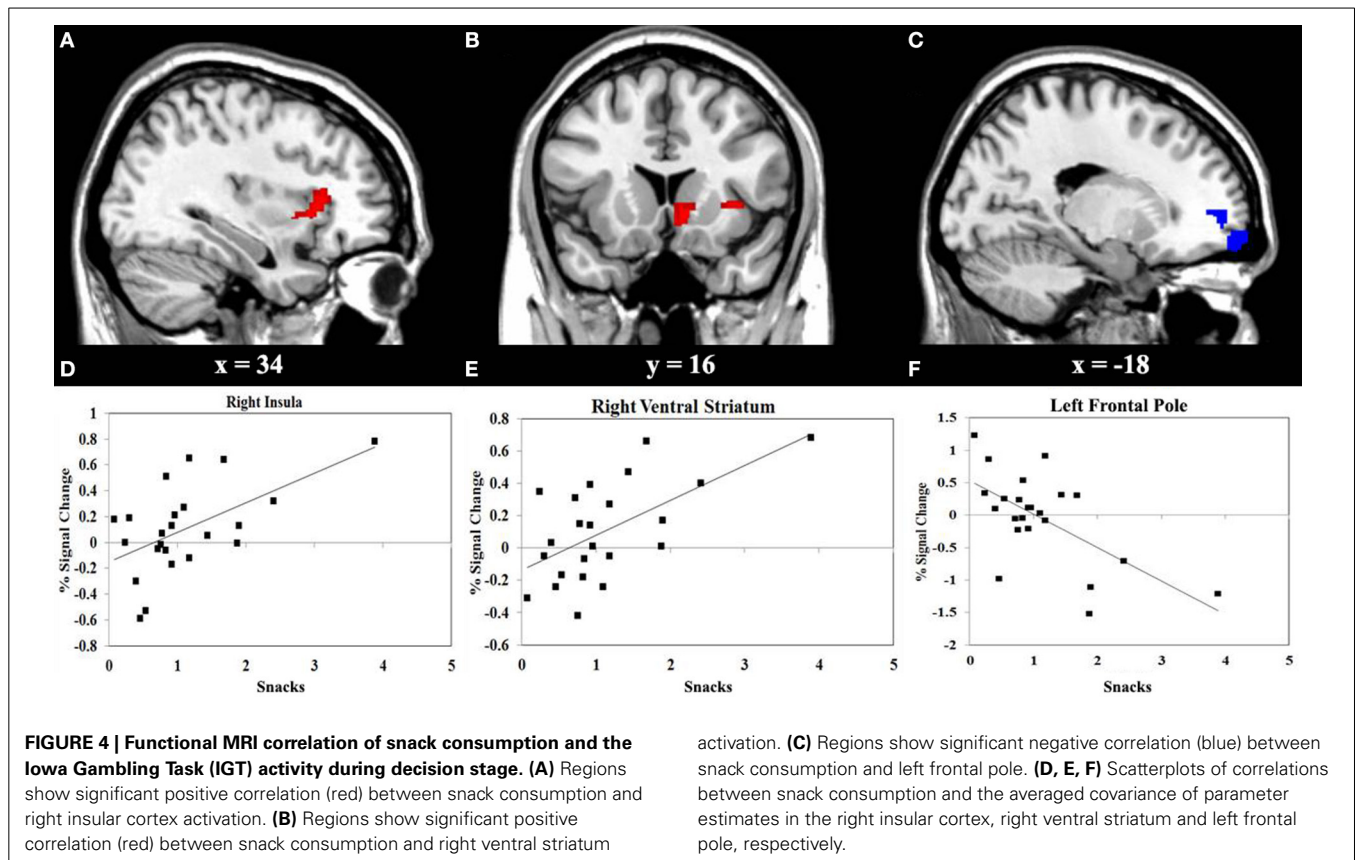 A
B
C
D
x = 34
E
y = 16
F
x = -18
Right Insula
% Signal Change
1
0.8
0.6
0.4
0.2
0
-0.2
-0.4
-0.6
-0.8
0
1
2
3
4
5
Snacks
Right Ventral Striatum
% Signal Change
0.8
0.6
0.4
0.2
0
-0.2
-0.4
-0.6
0
1
2
3
4
5
Snacks
Left Frontal Pole
% Signal Change
1.5
1
0.5
0
-0.5
-1
-1.5
-2
0
1
2
3
4
5
Snacks
FIGURE 4 | Functional MRI correlation of snack consumption and the
Iowa Gambling Task (IGT) activity during decision stage. (A) Regions
show significant positive correlation (red) between snack consumption and
right insular cortex activation. (B) Regions show significant positive
correlation (red) between snack consumption and right ventral striatum
activation. (C) Regions show significant negative correlation (blue) between
snack consumption and left frontal pole. (D, E, F) Scatterplots of correlations
between snack consumption and the averaged covariance of parameter
estimates in the right insular cortex, right ventral striatum and left frontal
pole, respectively.